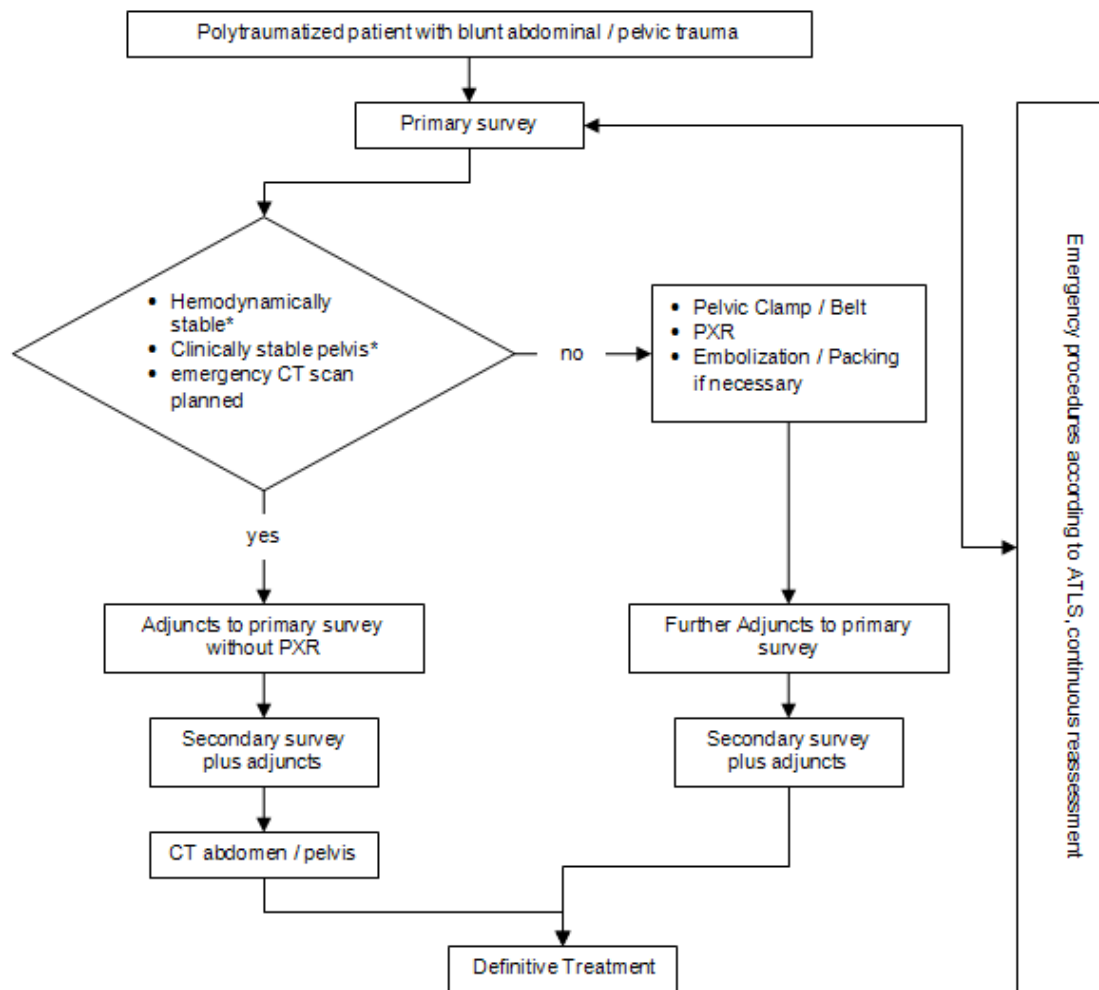 Polytraumatized patient with blunt abdominal / pelvic trauma
Primary survey
• Hemodynamically
stable*
• Clinically stable pelvis*
• emergency CT scan
planned
no
• Pelvic Clamp / Belt
• PXR
• Embolization / Packing
if necessary
yes
Adjuncts to primary survey
without PXR
Further Adjuncts to primary
survey
Secondary survey
plus adjuncts
Secondary survey
plus adjuncts
CT abdomen / pelvis
Definitive Treatment
Emergency procedures according to ATLS, continuous reassessment